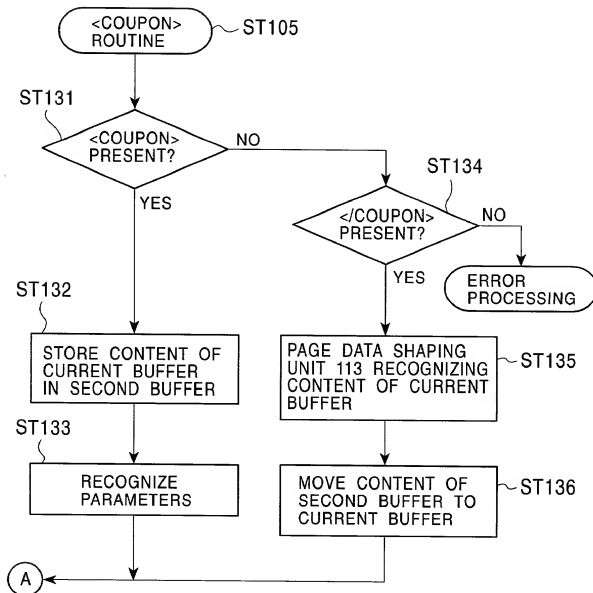 <COUPON>
ROUTINE
ST105
ST131
<COUPON>
PRESENT?
NO
YES
ST134
</COUPON>
PRESENT?
NO
YES
ERROR
PROCESSING
ST132
STORE CONTENT OF
CURRENT BUFFER
IN SECOND BUFFER
PAGE DATA SHAPING
UNIT 113 RECOGNIZING
CONTENT OF CURRENT
BUFFER
ST135
ST133
RECOGNIZE
PARAMETERS
MOVE CONTENT OF
SECOND BUFFER TO
CURRENT BUFFER
ST136
A